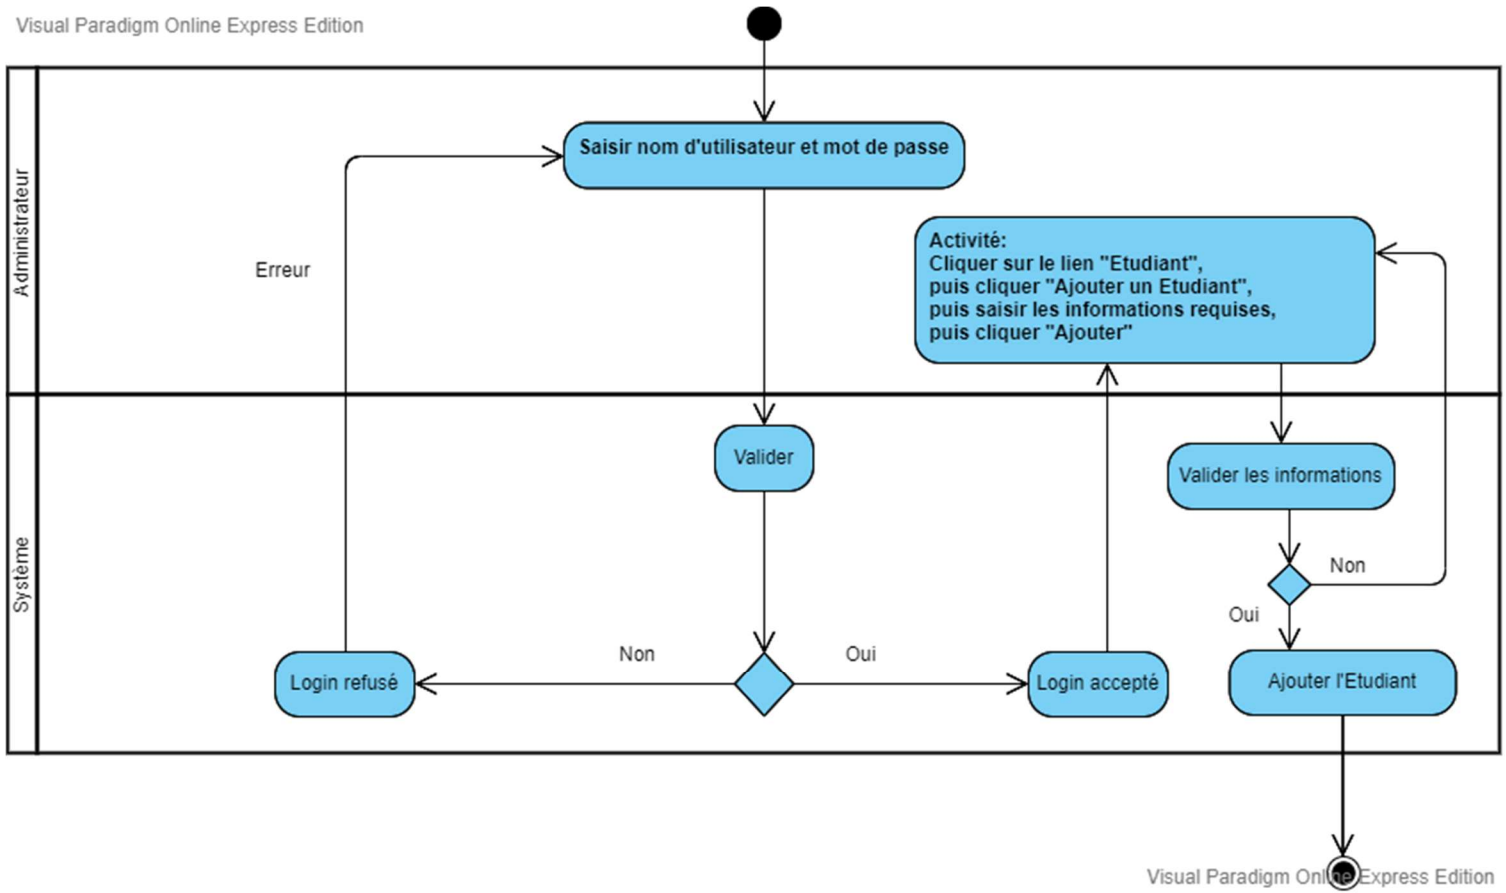 Visual Paradigm Online Express Edition
Administrateur
Saisir nom d'utilisateur et mot de passe
Erreur
Activité:
Cliquer sur le lien "Etudiant",
puis cliquer "Ajouter un Etudiant",
puis saisir les informations requises,
puis cliquer "Ajouter"
Système
Valider
Valider les informations
Non
Oui
Non
Oui
Login refusé
Login accepté
Ajouter l'Etudiant
Visual Paradigm Online Express Edition